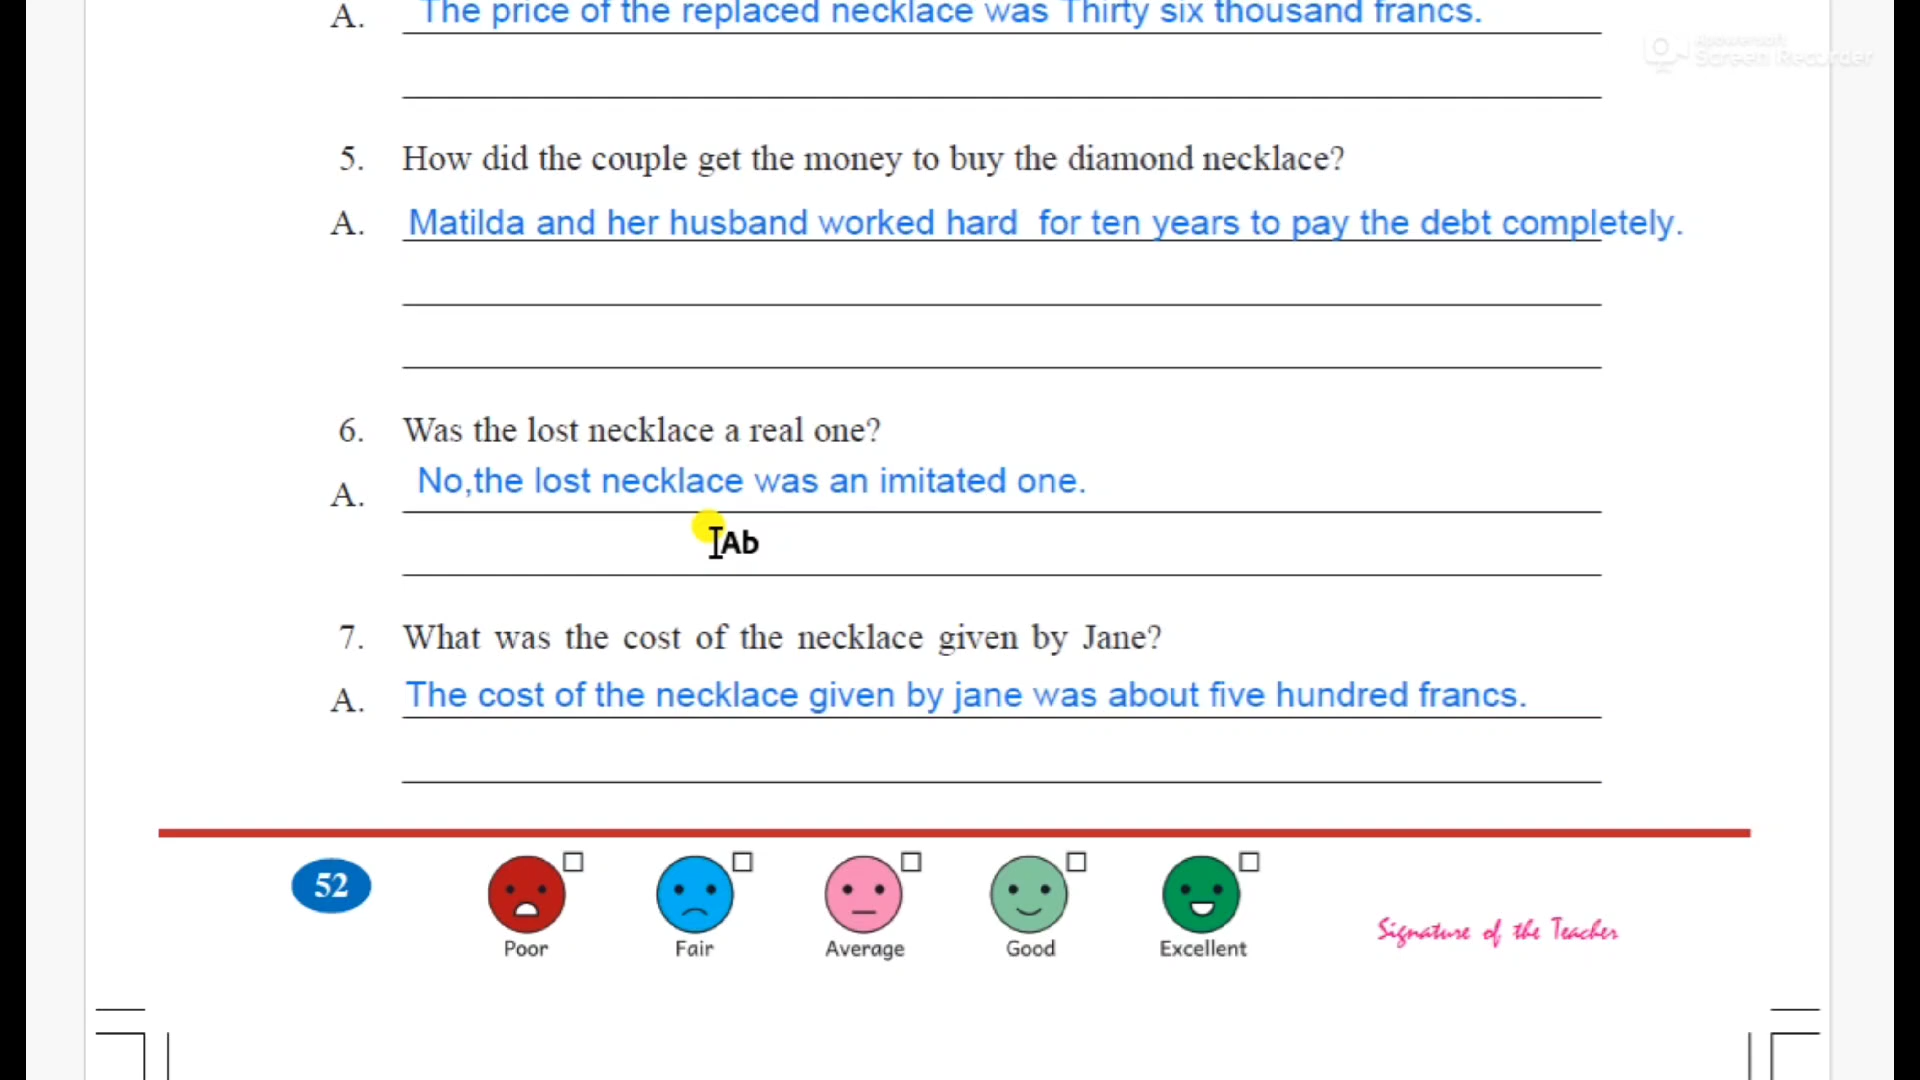 A. The price of the replaced necklace was Thirty six thousand francs.
Apowersoft
Screen Recorder
5. How did the couple get the money to buy the diamond necklace?
A. Matilda and her husband worked hard for ten years to pay the debt completely.
6. Was the lost necklace a real one?
A. No,the lost necklace was an imitated one.
Ab
7. What was the cost of the necklace given by Jane?
A. The cost of the necklace given by jane was about five hundred francs.
52
Poor Fair Average Good Excellent
Signature of the Teacher